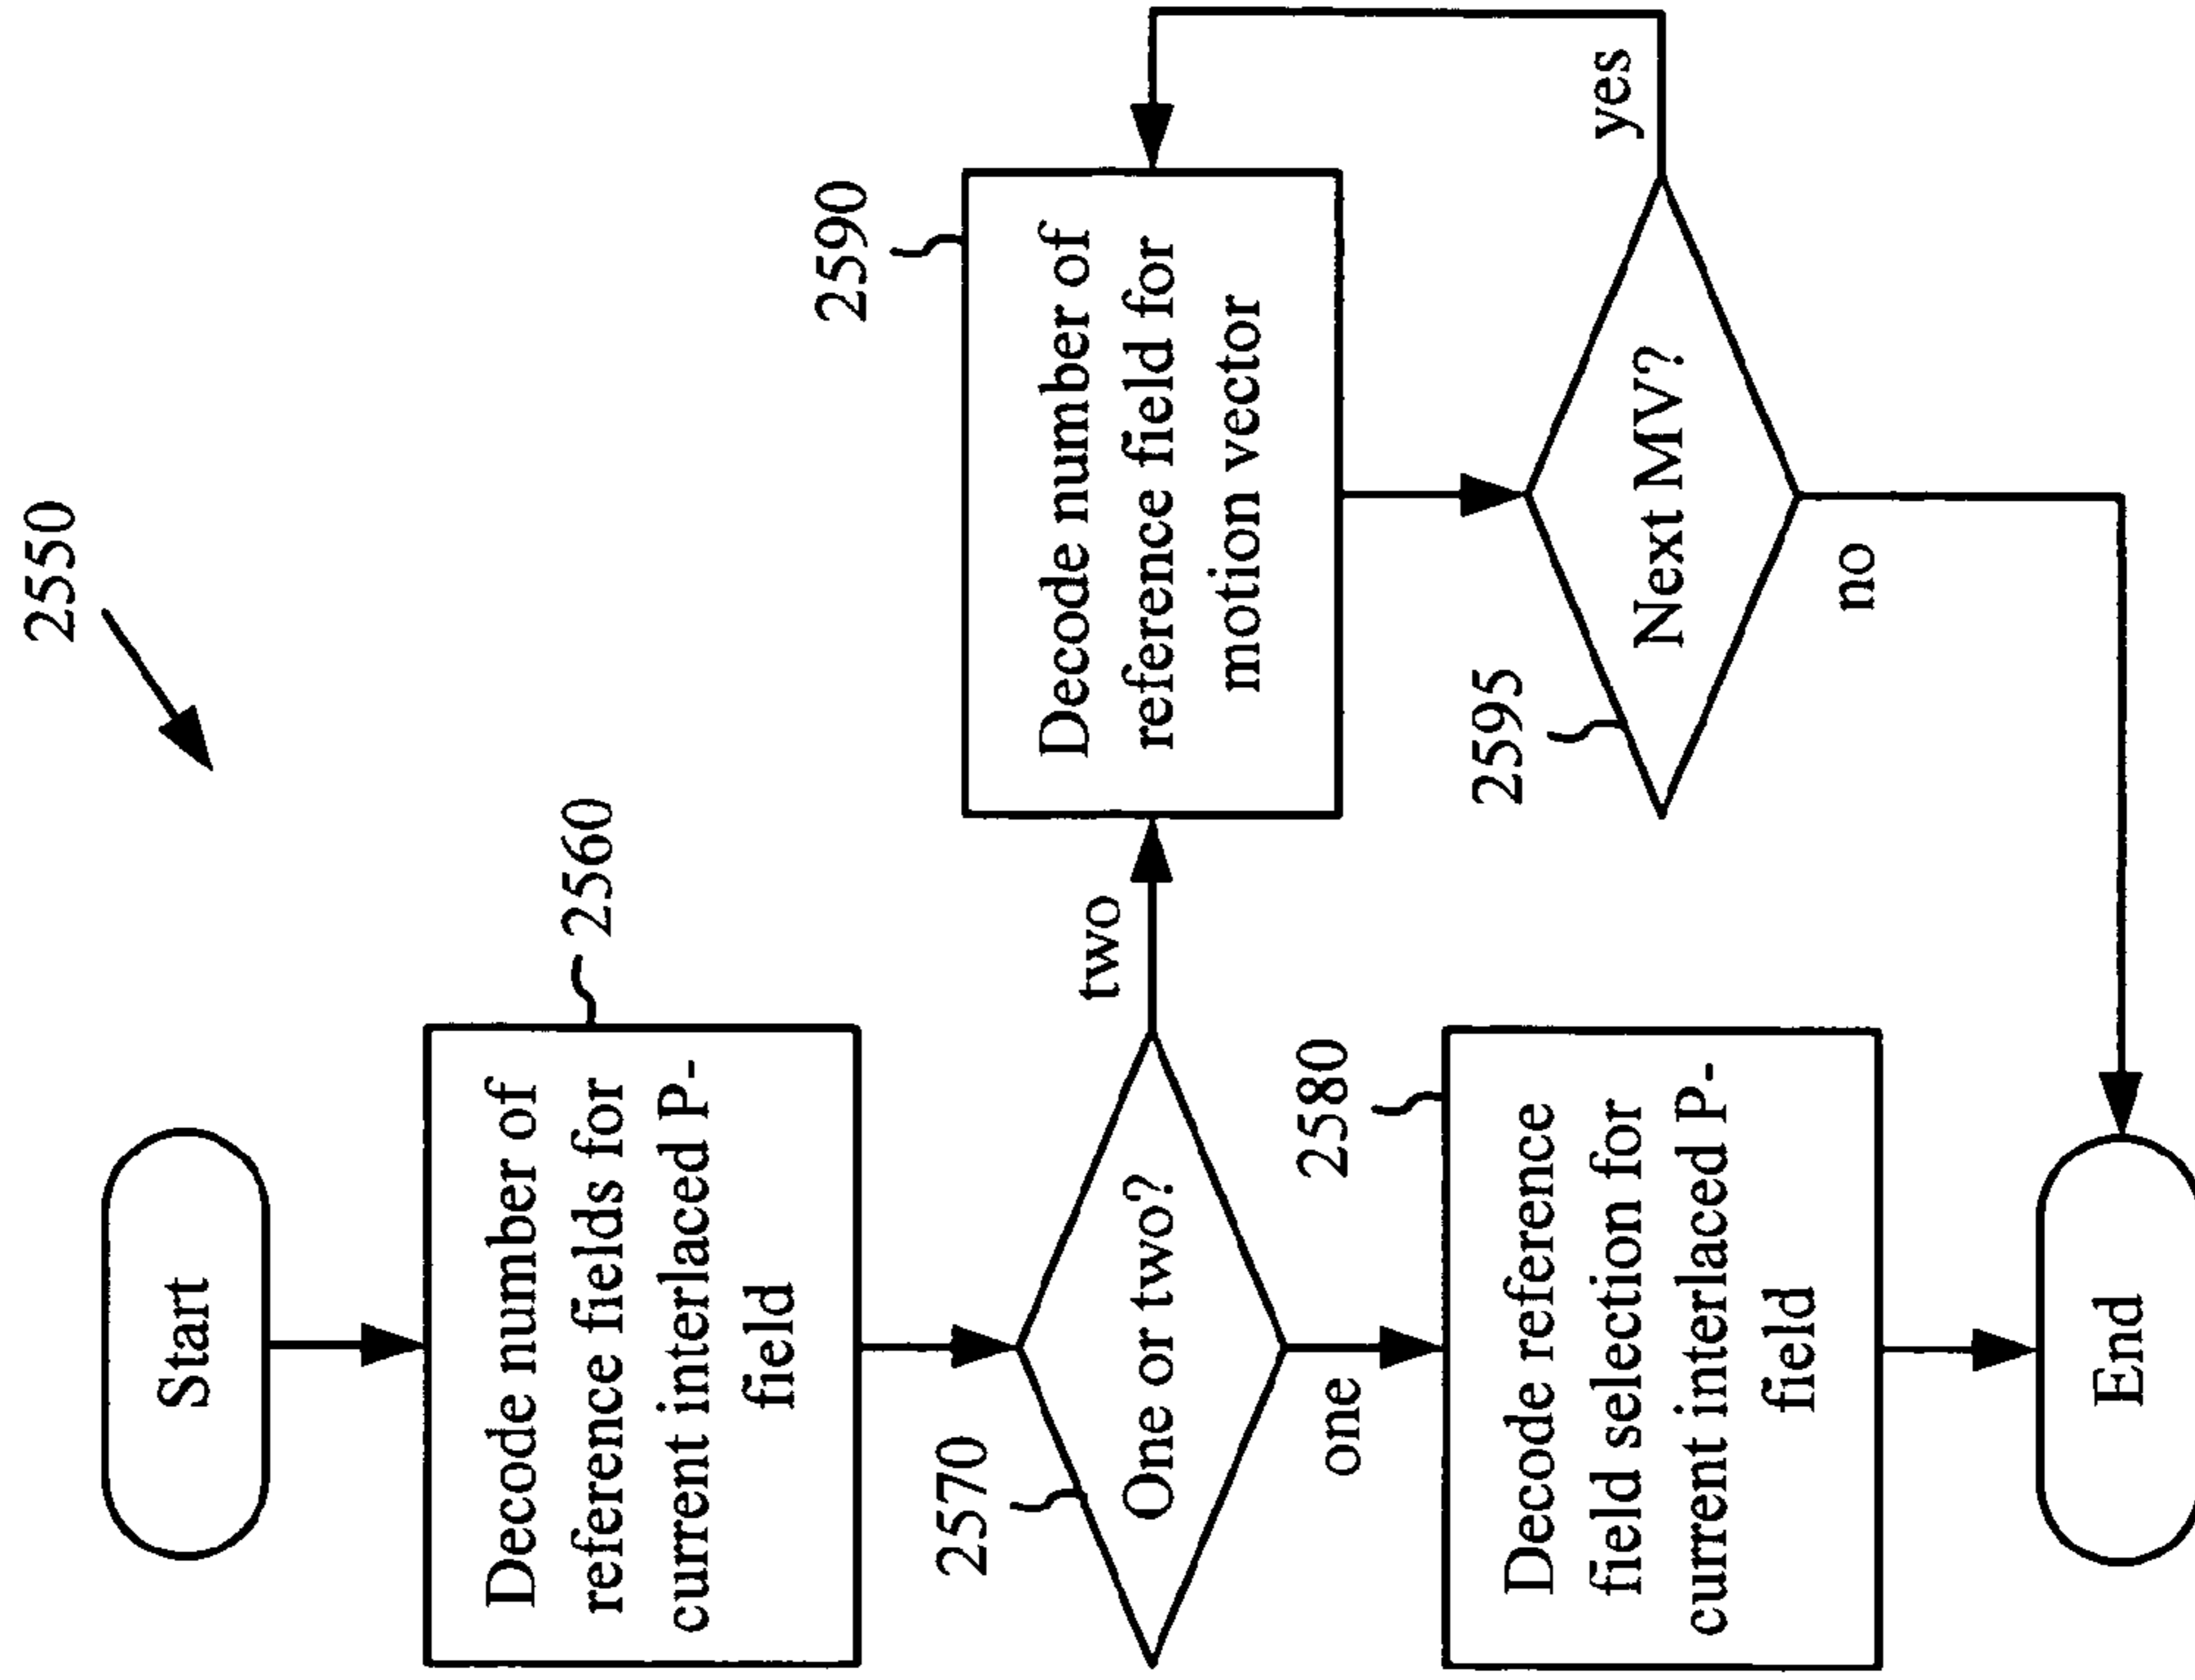 2550
Start
2560
Decode number of
reference fields for
current interlaced P-
field
2570
One or two?
two
one
2590
Decode number of
reference field for
motion vector
2595
Next MV?
yes
no
2580
Decode reference
field selection for
current interlaced P-
field
End